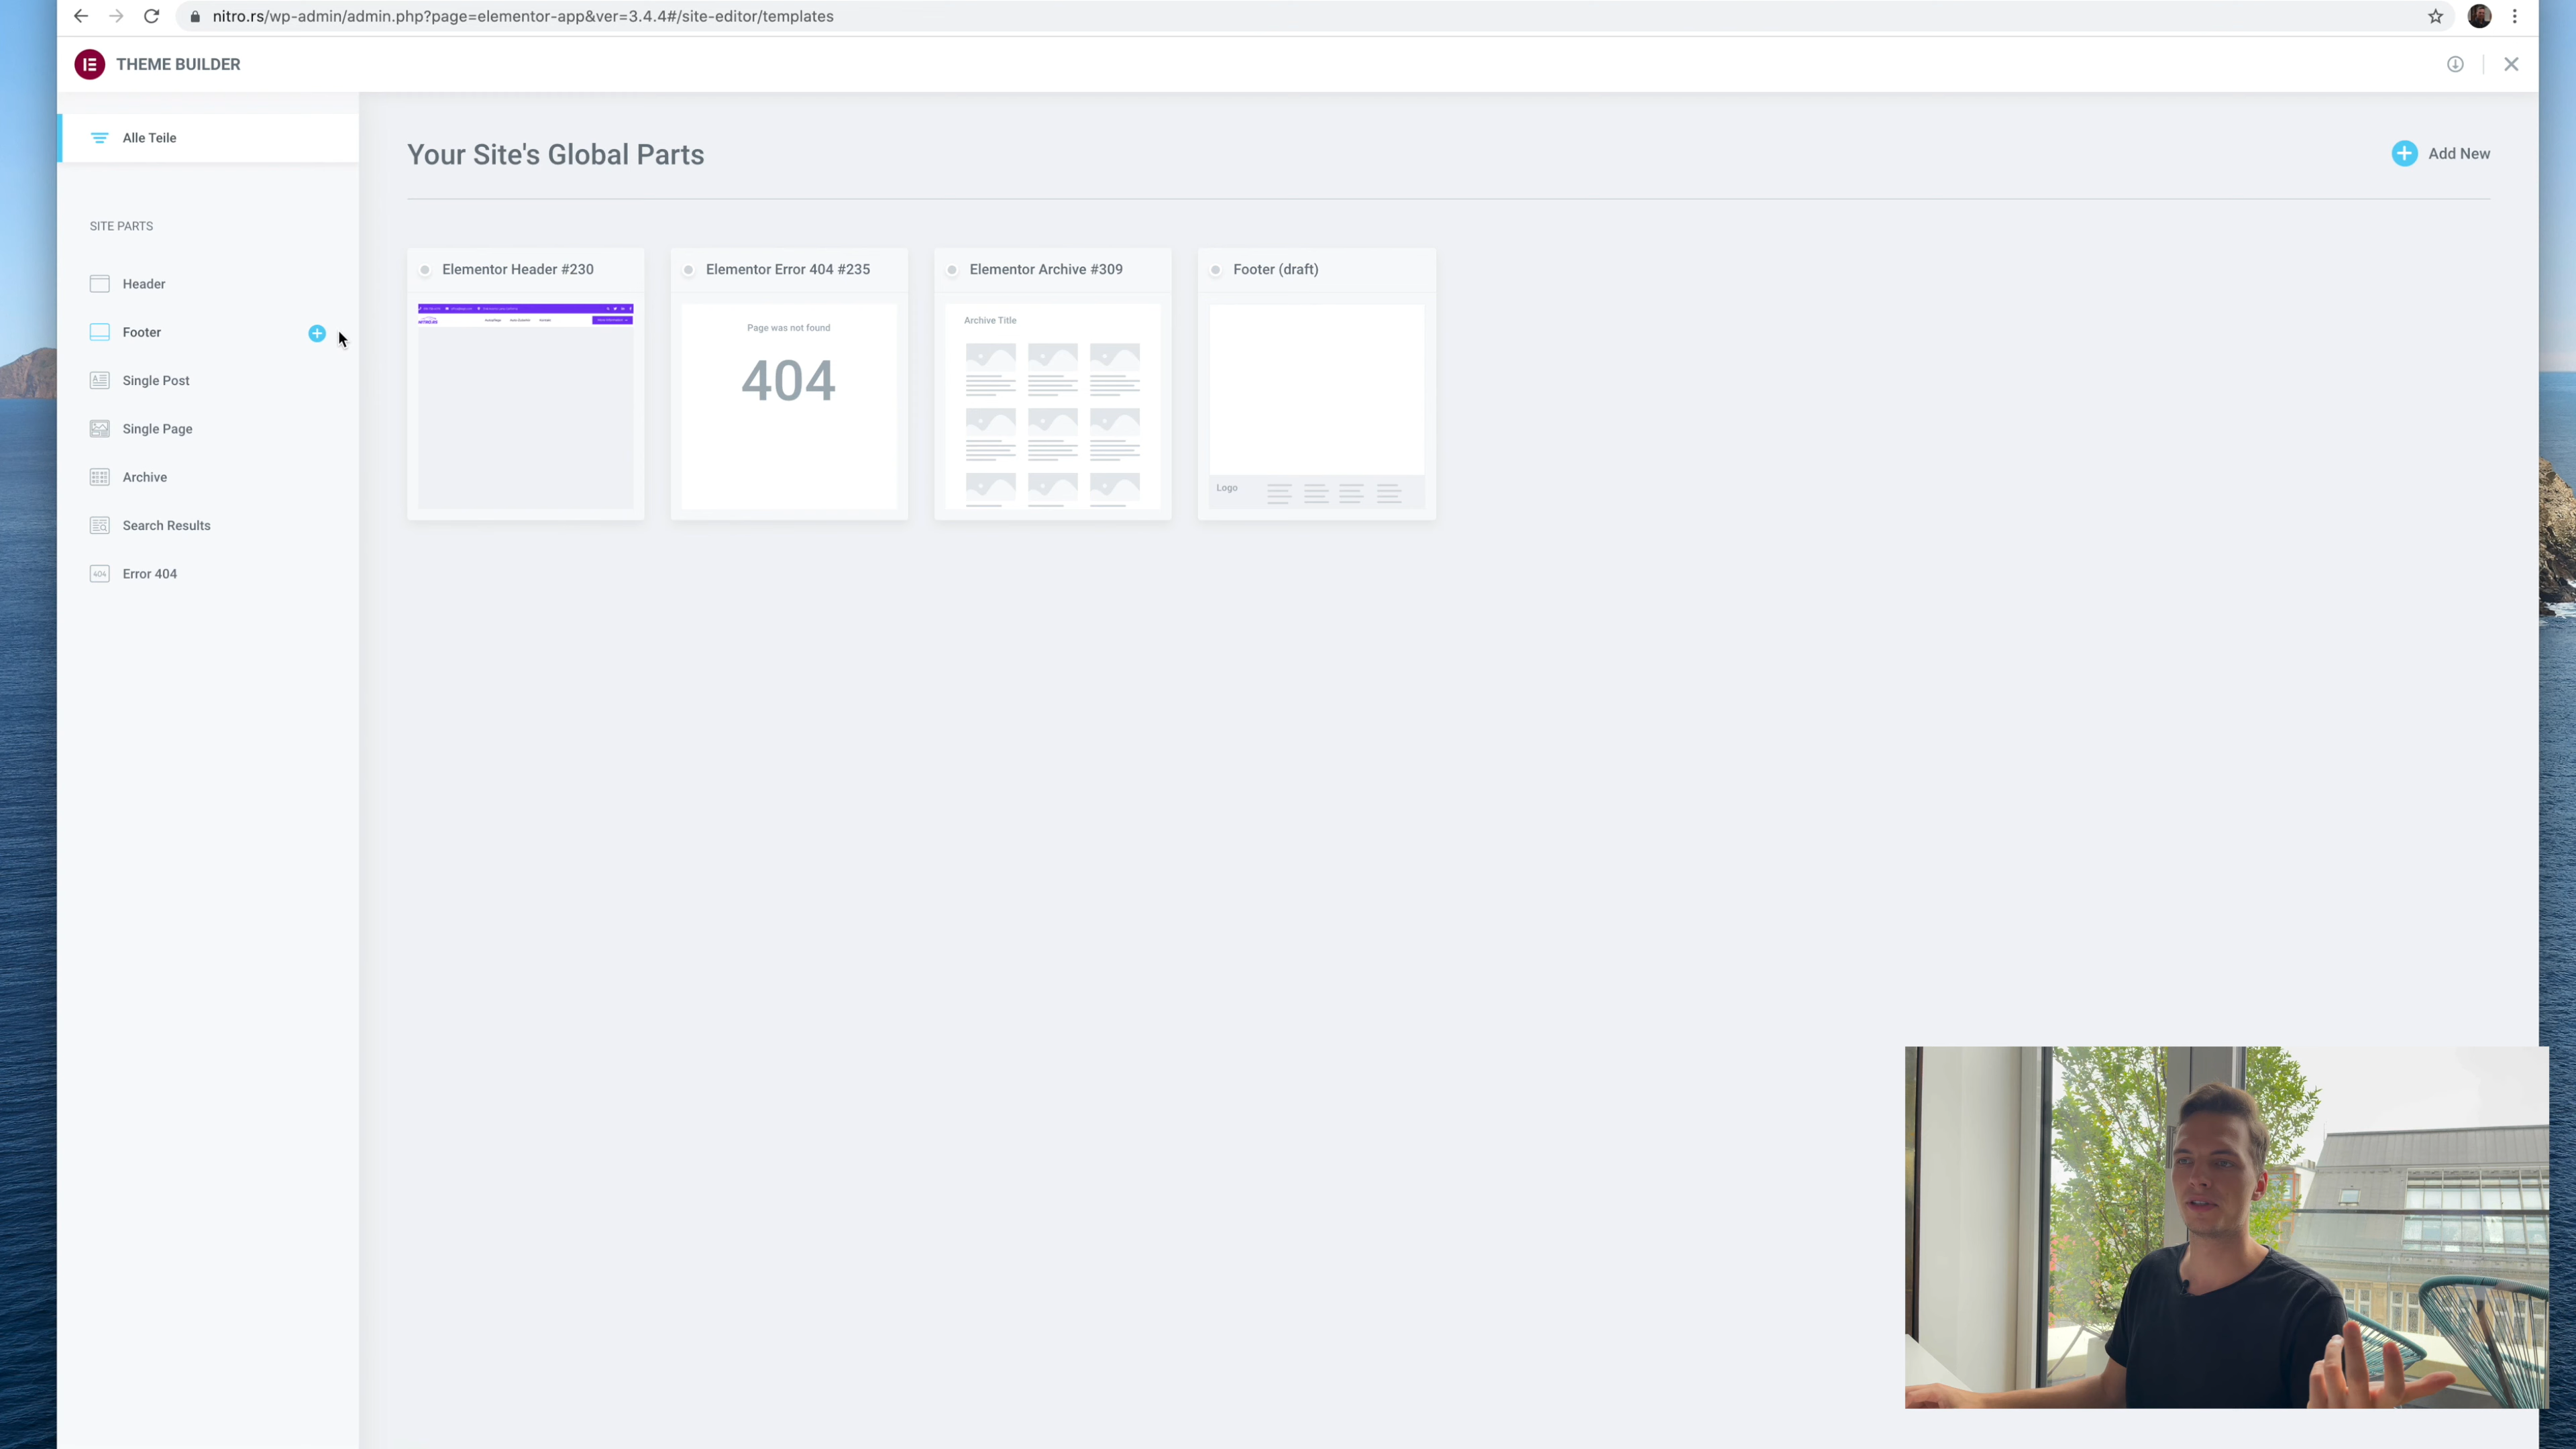 nitro.rs/wp-admin/admin.php?page=elementor-app&ver=3.4.4#/site-editor/templates
THEME BUILDER
Alle Teile
Your Site's Global Parts
Add New
SITE PARTS
Header
Footer
Single Post
Single Page
Archive
Search Results
Error 404
Elementor Header #230
NITRO.RS
Elementor Error 404 #235
Page was not found
404
Elementor Archive #309
Archive Title
Footer (draft)
Logo
404